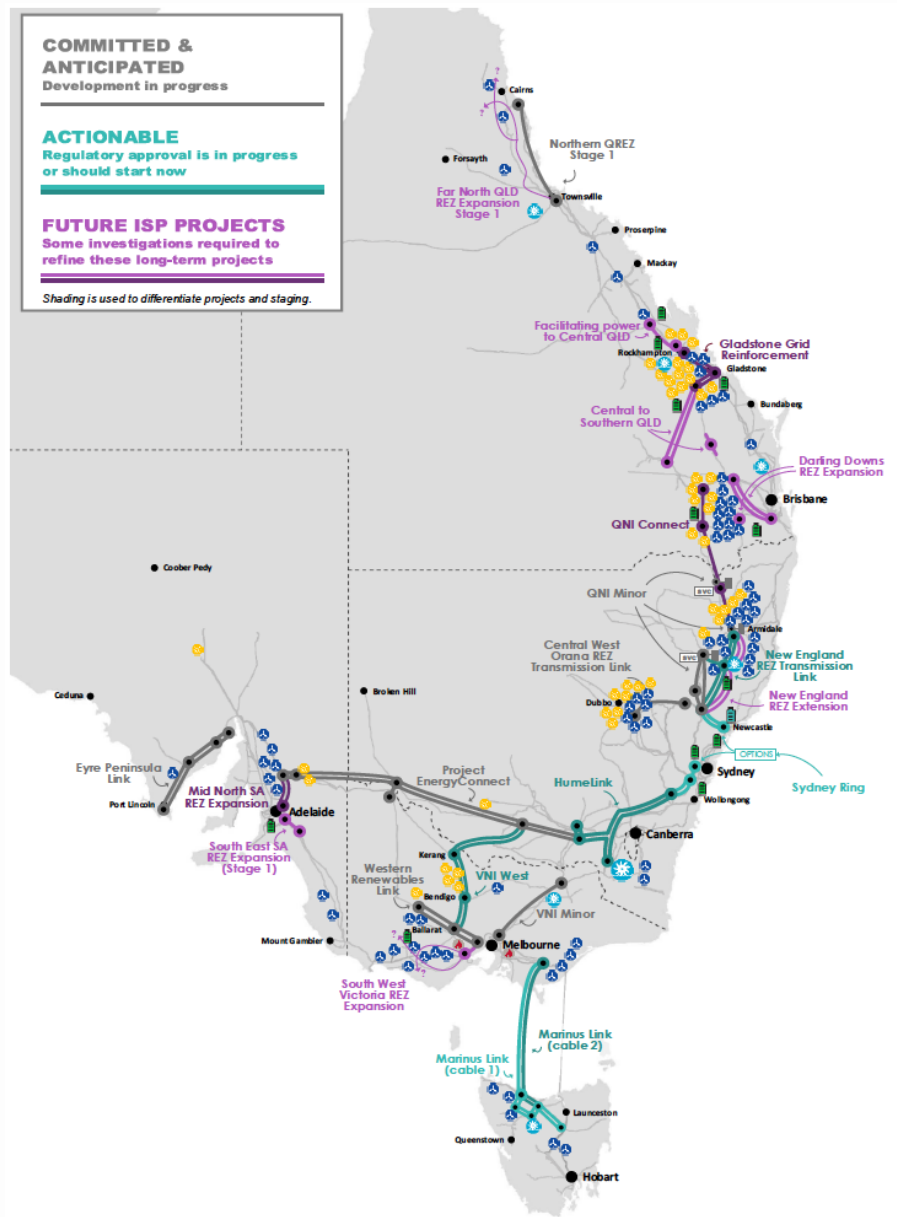 COMMITTED &
ANTICIPATED
Development in progress
ACTIONABLE
Regulatory approval is in progress
or should start now
FUTURE ISP PROJECTS
Some investigations required to
refine these long-term projects
Shading is used to differentiate projects and staging.
?
Cairns
?
Northern QREZ
Stage 1
Forsayth
Far North QLD
REZ Expansion
Stage 1
Townsville
Proserpine
Mackay
Facilitating power
to Central QLD
Rockhampton
Gladstone Grid
Reinforcement
Gladstone
Central to
Southern QLD
Bundaberg
Darling Downs
REZ Expansion
Brisbane
QNI Connect
Coober Pedy
QNI Minor
SVC
Armidale
Central West
Orana REZ
Transmission Link
SVC
New England
REZ Transmission
Link
New England
REZ Extension
Ceduna
Broken Hill
Dubbo
Newcastle
OPTIONS
Sydney
Sydney Ring
Eyre Peninsula
Link
Project
EnergyConnect
HumeLink
Wollongong
Port Lincoln
Mid North SA
REZ Expansion
Adelaide
Canberra
South East SA
REZ Expansion
(Stage 1)
Kerang
Western
Renewables
Link
VNI West
Bendigo
VNI Minor
Ballarat
?
Mount Gambier
Melbourne
?
South West
Victoria REZ
Expansion
Marinus Link
(cable 2)
Marinus Link
(cable 1)
Launceston
Queenstown
Hobart